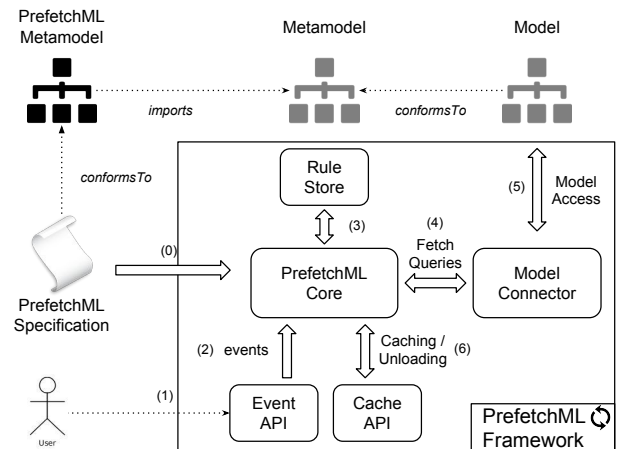 PrefetchML
Metamodel
Metamodel
Model
imports
conformsTo
conformsTo
Rule
Store
(5)
Model
Access
(3)
(4)
Fetch
Queries
(0)
PrefetchML
Core
Model
Connector
PrefetchML
Specification
(2) events
Caching /
Unloading
(6)
(1)
Event
API
Cache
API
User
PrefetchML
Framework